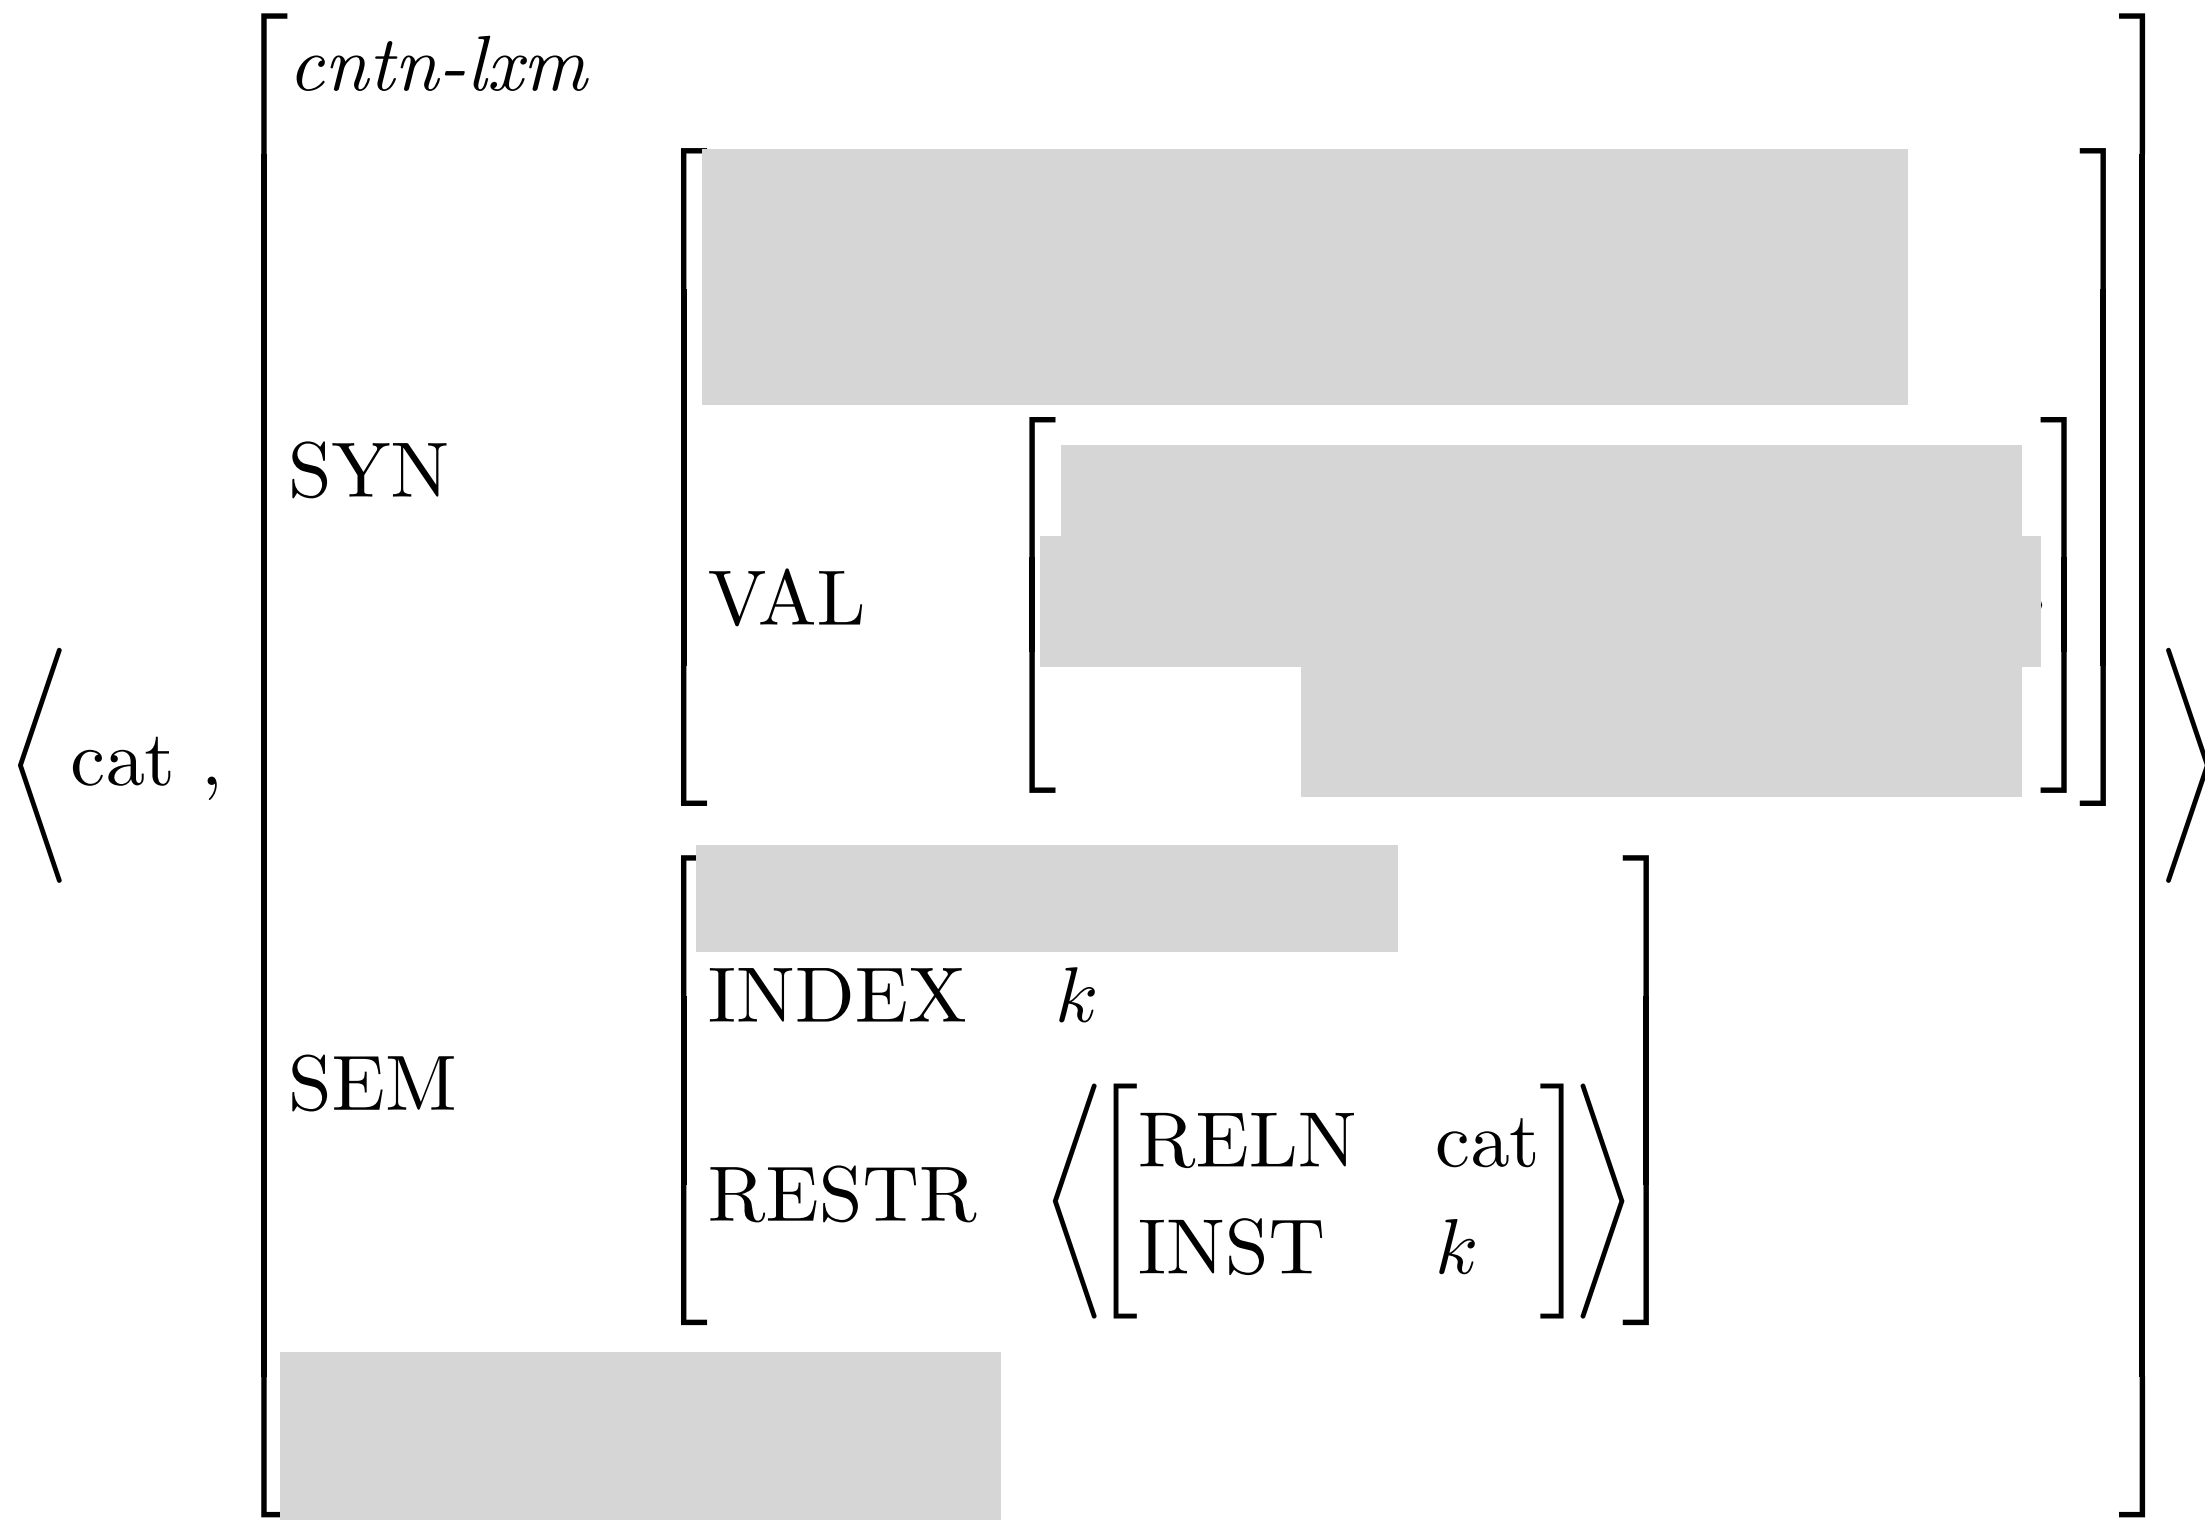 cntn-lxm
SYN
VAL
cat ,
INDEX k
SEM
RELN cat
RESTR
INST k